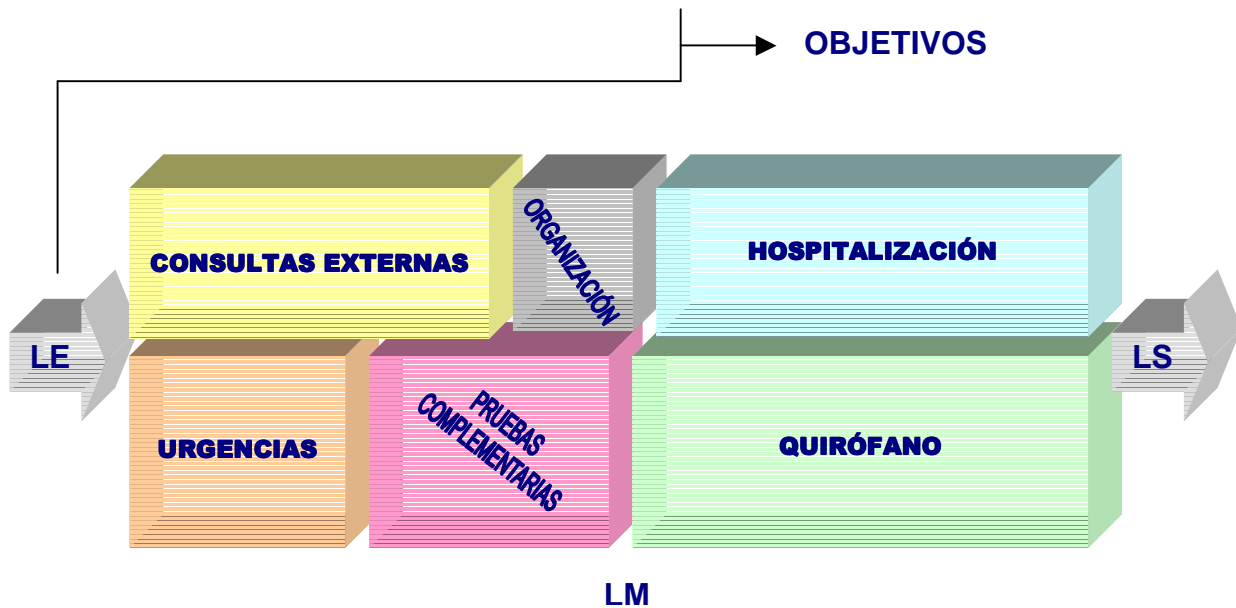 OBJETIVOS
CONSULTAS EXTERNAS
ORGANIZACIÓN
HOSPITALIZACIÓN
LE
LS
URGENCIAS
PRUEBAS
COMPLEMENTARIAS
QUIRÓFANO
LM